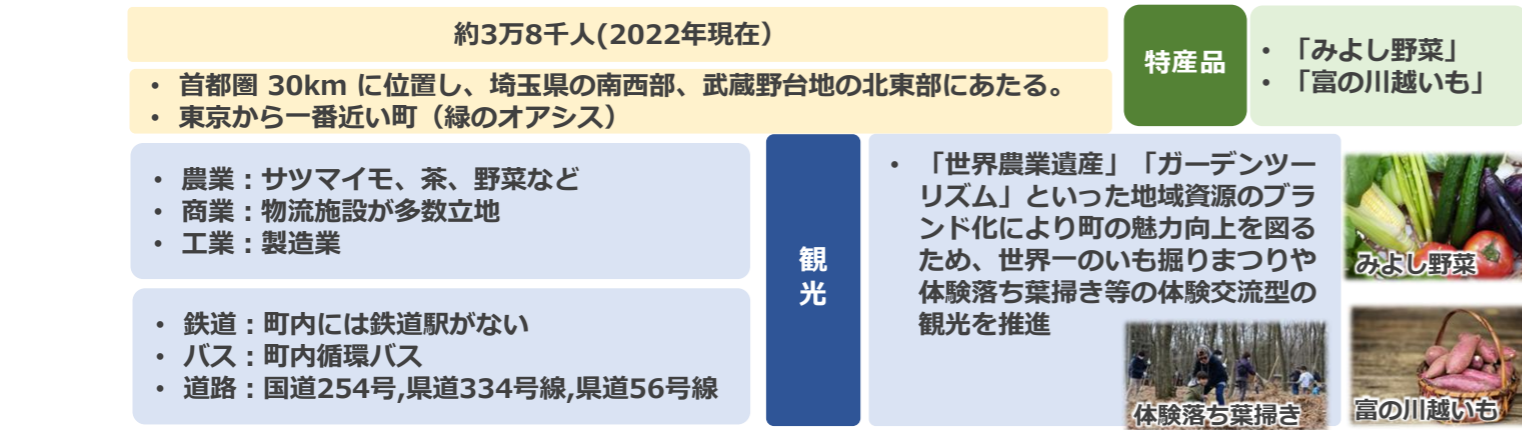 約3万8千人(2022年現在）
• 首都圏 30km に位置し、埼玉県の南西部、武蔵野台地の北東部にあたる。
• 東京から一番近い町（緑のオアシス）
特産品
• 「みよし野菜」
• 「富の川越いも」
• 農業：サツマイモ、茶、野菜など
• 商業：物流施設が多数立地
• 工業：製造業
• 鉄道：町内には鉄道駅がない
• バス：町内循環バス
• 道路：国道254号,県道334号線,県道56号線
観
光
• 「世界農業遺産」「ガーデンツー
リズム」といった地域資源のブラ
ンド化により町の魅力向上を図る
ため、世界一のいも掘りまつりや
体験落ち葉掃き等の体験交流型の
観光を推進
体験落ち葉掃き
みよし野菜
富の川越いも